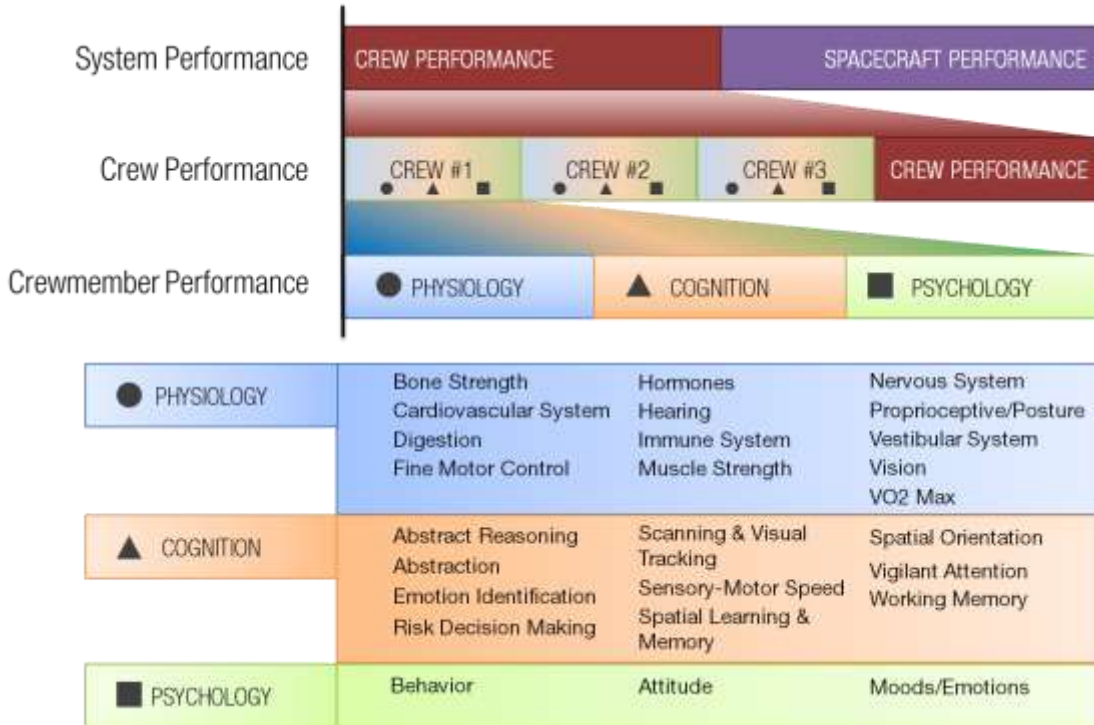 System Performance
CREW PERFORMANCE
SPACECRAFT PERFORMANCE
Crew Performance
CREW #1
CREW #2
CREW #3
CREW PERFORMANCE
Crewmember Performance
PHYSIOLOGY
COGNITION
PSYCHOLOGY
PHYSIOLOGY
Bone Strength
Cardiovascular System
Digestion
Fine Motor Control
Hormones
Hearing
Immune System
Muscle Strength
Nervous System
Proprioceptive/Posture
Vestibular System
Vision
VO2 Max
COGNITION
Abstract Reasoning
Abstraction
Emotion Identification
Risk Decision Making
Scanning & Visual
Tracking
Sensory-Motor Speed
Spatial Learning &
Memory
Spatial Orientation
Vigilant Attention
Working Memory
PSYCHOLOGY
Behavior
Attitude
Moods/Emotions